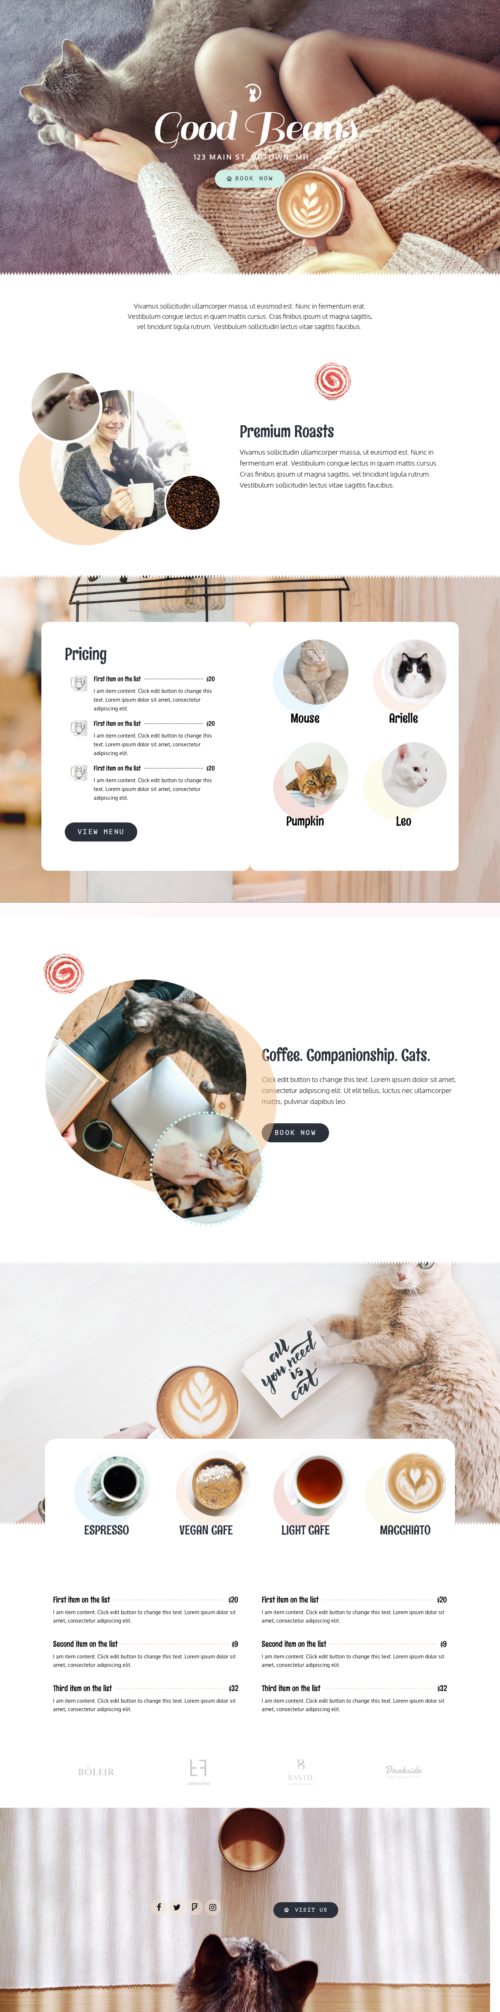 Good Beans
123 MAIN ST, UPTOWN, MH
BOOK NOW
Vivamus sollicitudin ullamcorper massa, ut euismod est. Nunc in fermentum erat.
Vestibulum congue lectus in quam mattis cursus. Cras finibus ipsum ut magna sagittis,
vel tincidunt ligula rutrum. Vestibulum sollicitudin lectus vitae sagittis faucibus.
Premium Roasts
Vivamus sollicitudin ullamcorper massa, ut euismod est. Nunc in
fermentum erat. Vestibulum congue lectus in quam mattis cursus.
Cras finibus ipsum ut magna sagittis, vel tincidunt ligula rutrum.
Vestibulum sollicitudin lectus vitae sagittis faucibus.
Pricing
First item on the list $20
I am item content. Click edit button to change this
text. Lorem ipsum dolor sit amet, consectetur
adipiscing elit.
First item on the list $20
I am item content. Click edit button to change this
text. Lorem ipsum dolor sit amet, consectetur
adipiscing elit.
First item on the list $20
I am item content. Click edit button to change this
text. Lorem ipsum dolor sit amet, consectetur
adipiscing elit.
VIEW MENU
Mouse
Arielle
Pumpkin
Leo
Coffee. Companionship. Cats.
Click edit button to change this text. Lorem ipsum dolor sit amet,
consectetur adipiscing elit. Ut elit tellus, luctus nec ullamcorper
mattis, pulvinar dapibus leo.
BOOK NOW
all
you need
is
cat
ESPRESSO
VEGAN CAFE
LIGHT CAFE
MACCHIATO
First item on the list $20
I am item content. Click edit button to change this text. Lorem ipsum dolor sit
amet, consectetur adipiscing elit.
Second item on the list $9
I am item content. Click edit button to change this text. Lorem ipsum dolor sit
amet, consectetur adipiscing elit.
Third item on the list $32
I am item content. Click edit button to change this text. Lorem ipsum dolor sit
amet, consectetur adipiscing elit.
First item on the list $20
I am item content. Click edit button to change this text. Lorem ipsum dolor sit
amet, consectetur adipiscing elit.
Second item on the list $9
I am item content. Click edit button to change this text. Lorem ipsum dolor sit
amet, consectetur adipiscing elit.
Third item on the list $32
I am item content. Click edit button to change this text. Lorem ipsum dolor sit
amet, consectetur adipiscing elit.
BÓLEIR
BASTIL
Darkside
VISIT US